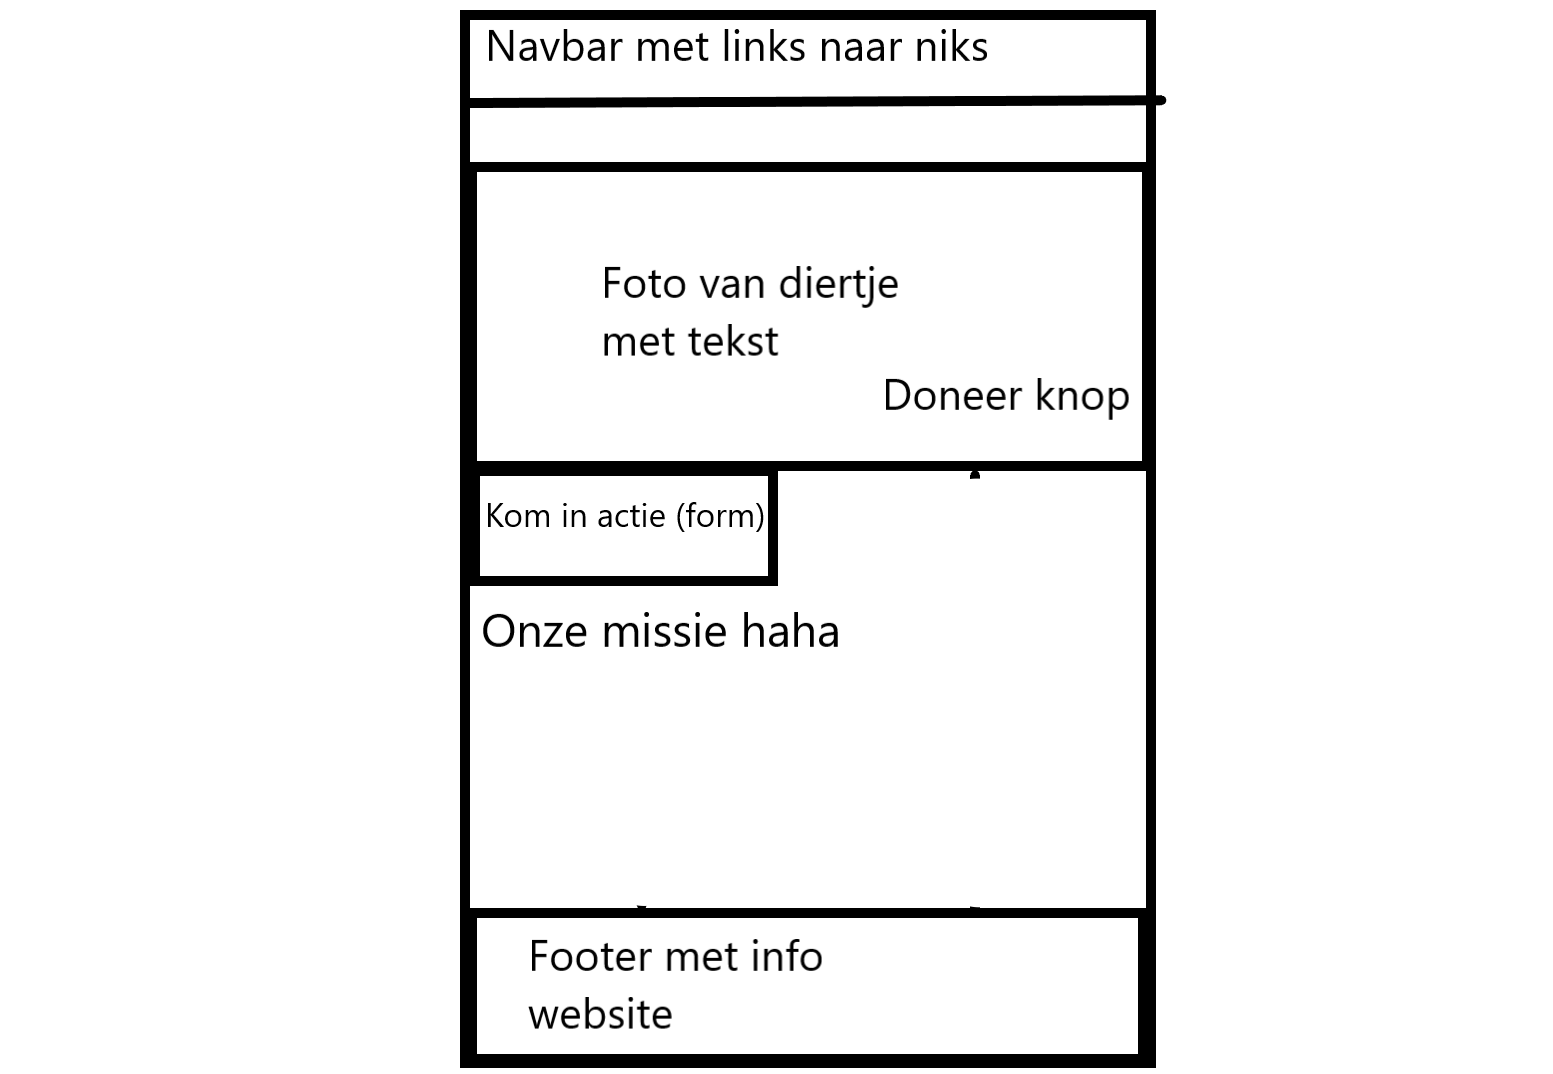 Navbar met links naar niks
Foto van diertje
met tekst
Doneer knop
Kom in actie (form)
Onze missie haha
Footer met info
website